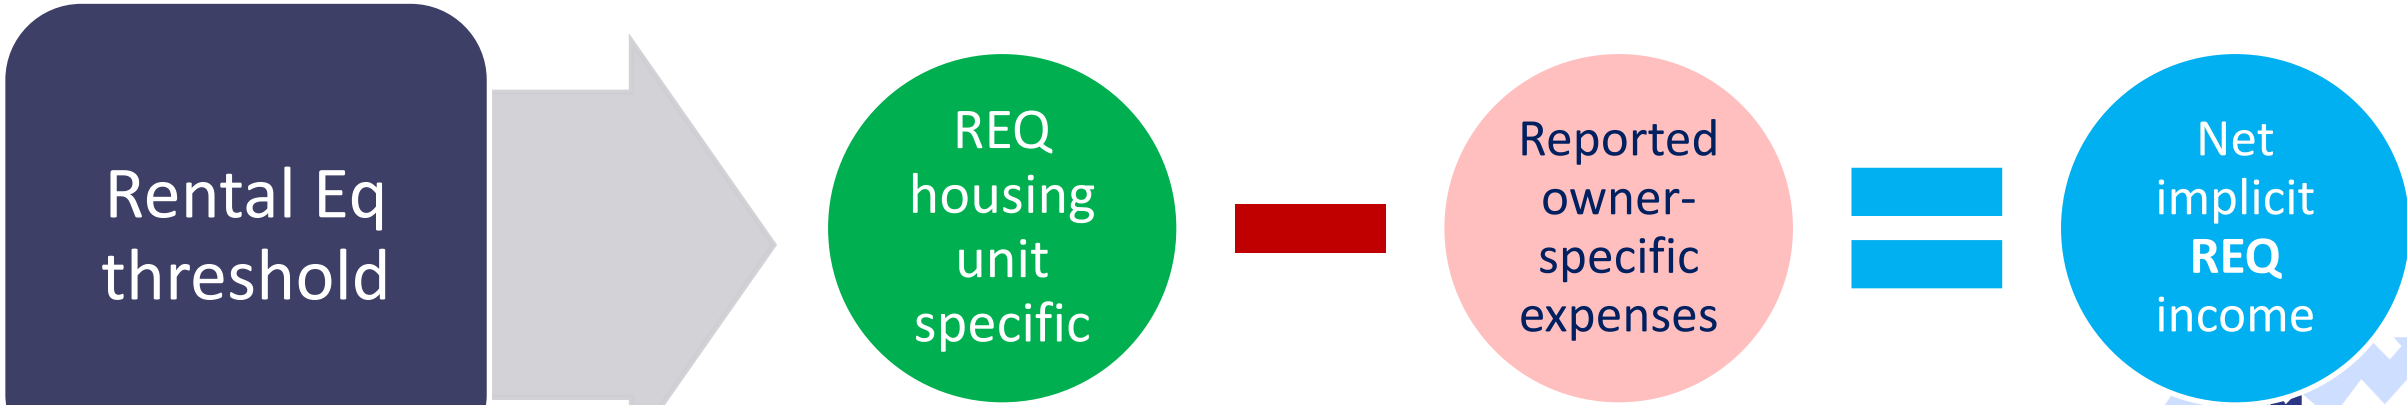 Rental Eq
threshold
REQ
housing
unit
specific
Reported
owner-
specific
expenses
Net
implicit
REQ
income